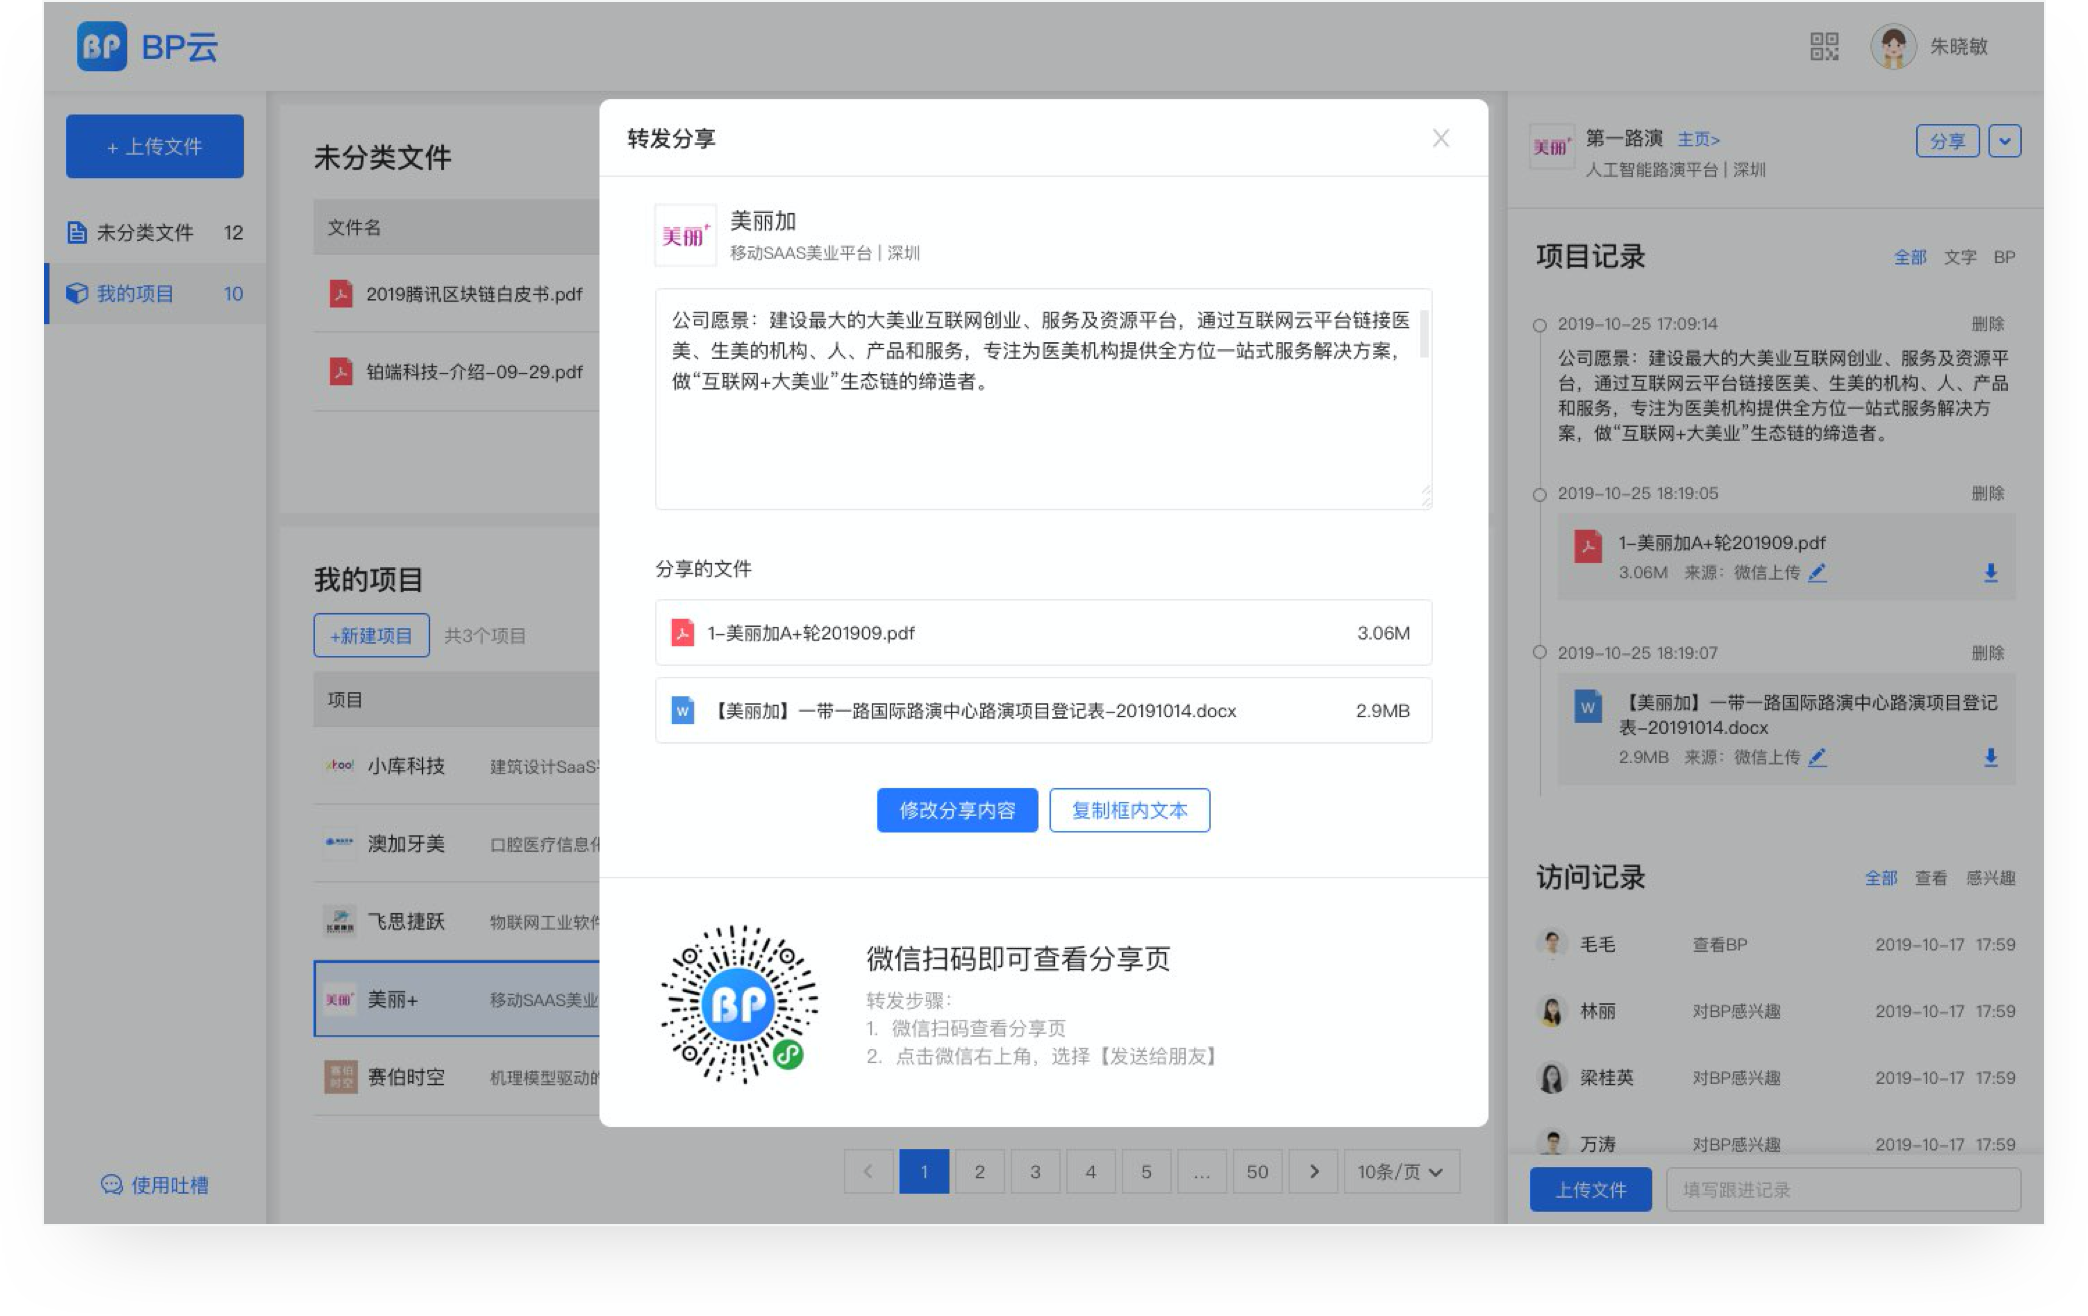 BP BP云
朱晓敏
+ 上传文件
未分类文件 12
我的项目 10
使用吐槽
未分类文件
文件名
2019腾讯区块链白皮书.pdf
铂端科技-介绍-09-29.pdf
我的项目
+新建项目 共3个项目
项目
xkool 小库科技 建筑设计SaaS
澳加牙美 口腔医疗信息
飞思捷跃 物联网工业软件
美丽+ 美丽+ 移动SAAS美业
赛伯时空 赛伯时空 机理模型驱动的
1 2 3 4 5 ... 50 10条/页
转发分享
美丽+ 美丽加
移动SAAS美业平台 | 深圳
公司愿景：建设最大的大美业互联网创业、服务及资源平台，通过互联网云平台链接医
美、生美的机构、人、产品和服务，专注为医美机构提供全方位一站式服务解决方案，
做“互联网+大美业”生态链的缔造者。
分享的文件
1-美丽加A+轮201909.pdf 3.06M
W 【美丽加】一带一路国际路演中心路演项目登记表-20191014.docx 2.9MB
修改分享内容 复制框内文本
BP
微信扫码即可查看分享页
转发步骤：
1. 微信扫码查看分享页
2. 点击微信右上角，选择【发送给朋友】
美丽+ 第一路演 主页>
人工智能路演平台 | 深圳
分享
项目记录 全部 文字 BP
2019-10-25 17:09:14 删除
公司愿景：建设最大的大美业互联网创业、服务及资源平
台，通过互联网云平台链接医美、生美的机构、人、产品
和服务，专注为医美机构提供全方位一站式服务解决方
案，做“互联网+大美业”生态链的缔造者。
2019-10-25 18:19:05 删除
1-美丽加A+轮201909.pdf
3.06M 来源：微信上传
2019-10-25 18:19:07 删除
W 【美丽加】一带一路国际路演中心路演项目登记
表-20191014.docx
2.9MB 来源：微信上传
访问记录 全部 查看 感兴趣
毛毛 查看BP 2019-10-17 17:59
林丽 对BP感兴趣 2019-10-17 17:59
梁桂英 对BP感兴趣 2019-10-17 17:59
万涛 对BP感兴趣 2019-10-17 17:59
上传文件 填写跟进记录